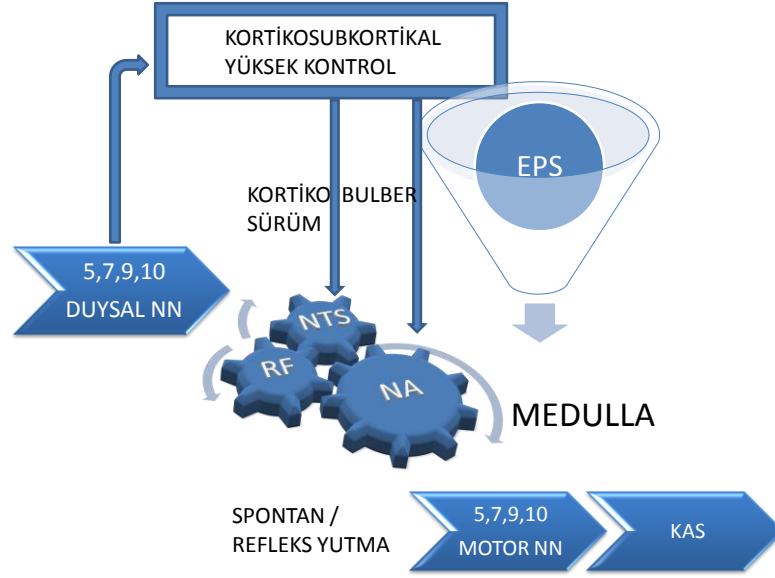 KORTİKOSUBKORTİKAL
YÜKSEK KONTROL
EPS
KORTİKO BULBER
SÜRÜM
5,7,9,10
DUYSAL NN
NTS
RF
NA
MEDULLA
SPONTAN /
REFLEKS YUTMA
5,7,9,10
MOTOR NN
KAS